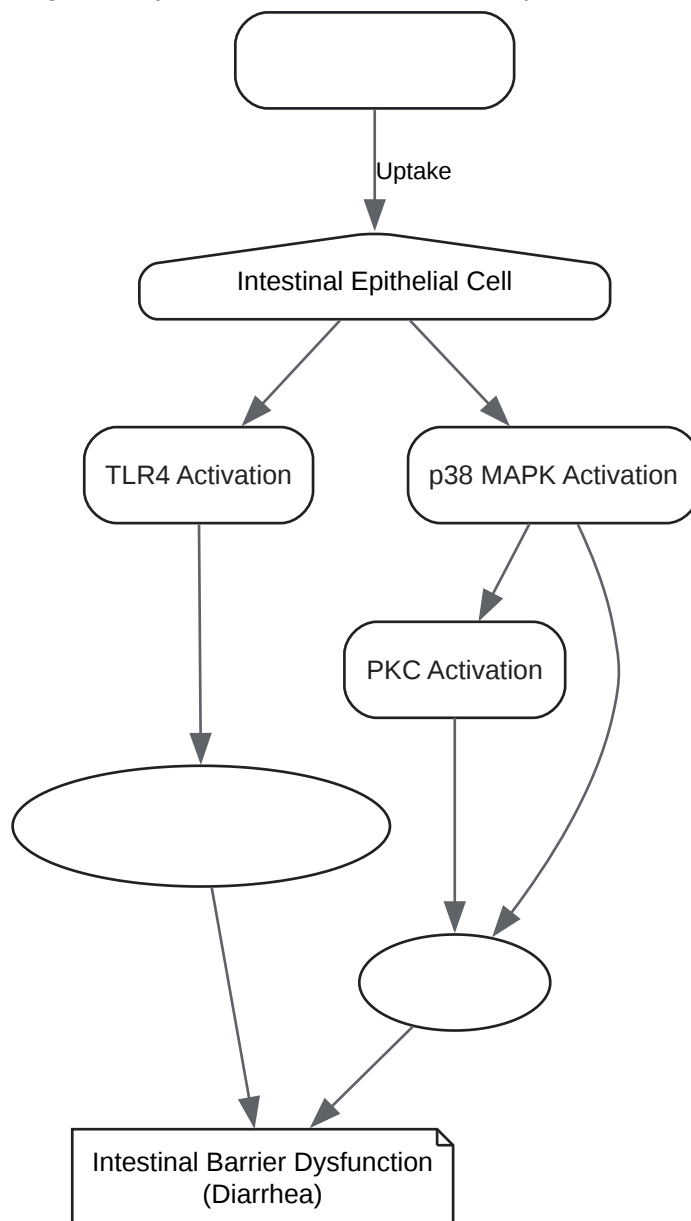 Uptake
Intestinal Epithelial Cell
TLR4 Activation
p38 MAPK Activation
PKC Activation
Intestinal Barrier Dysfunction
(Diarrhea)